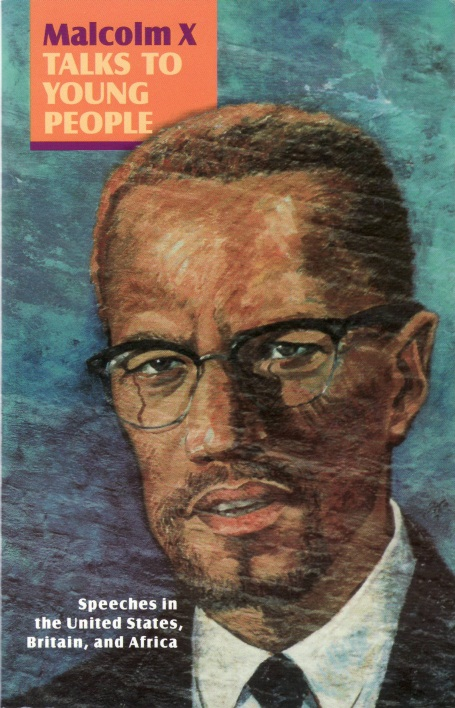 Malcolm X
TALKS TO
YOUNG
PEOPLE
Speeches in
the United States,
Britain, and Africa